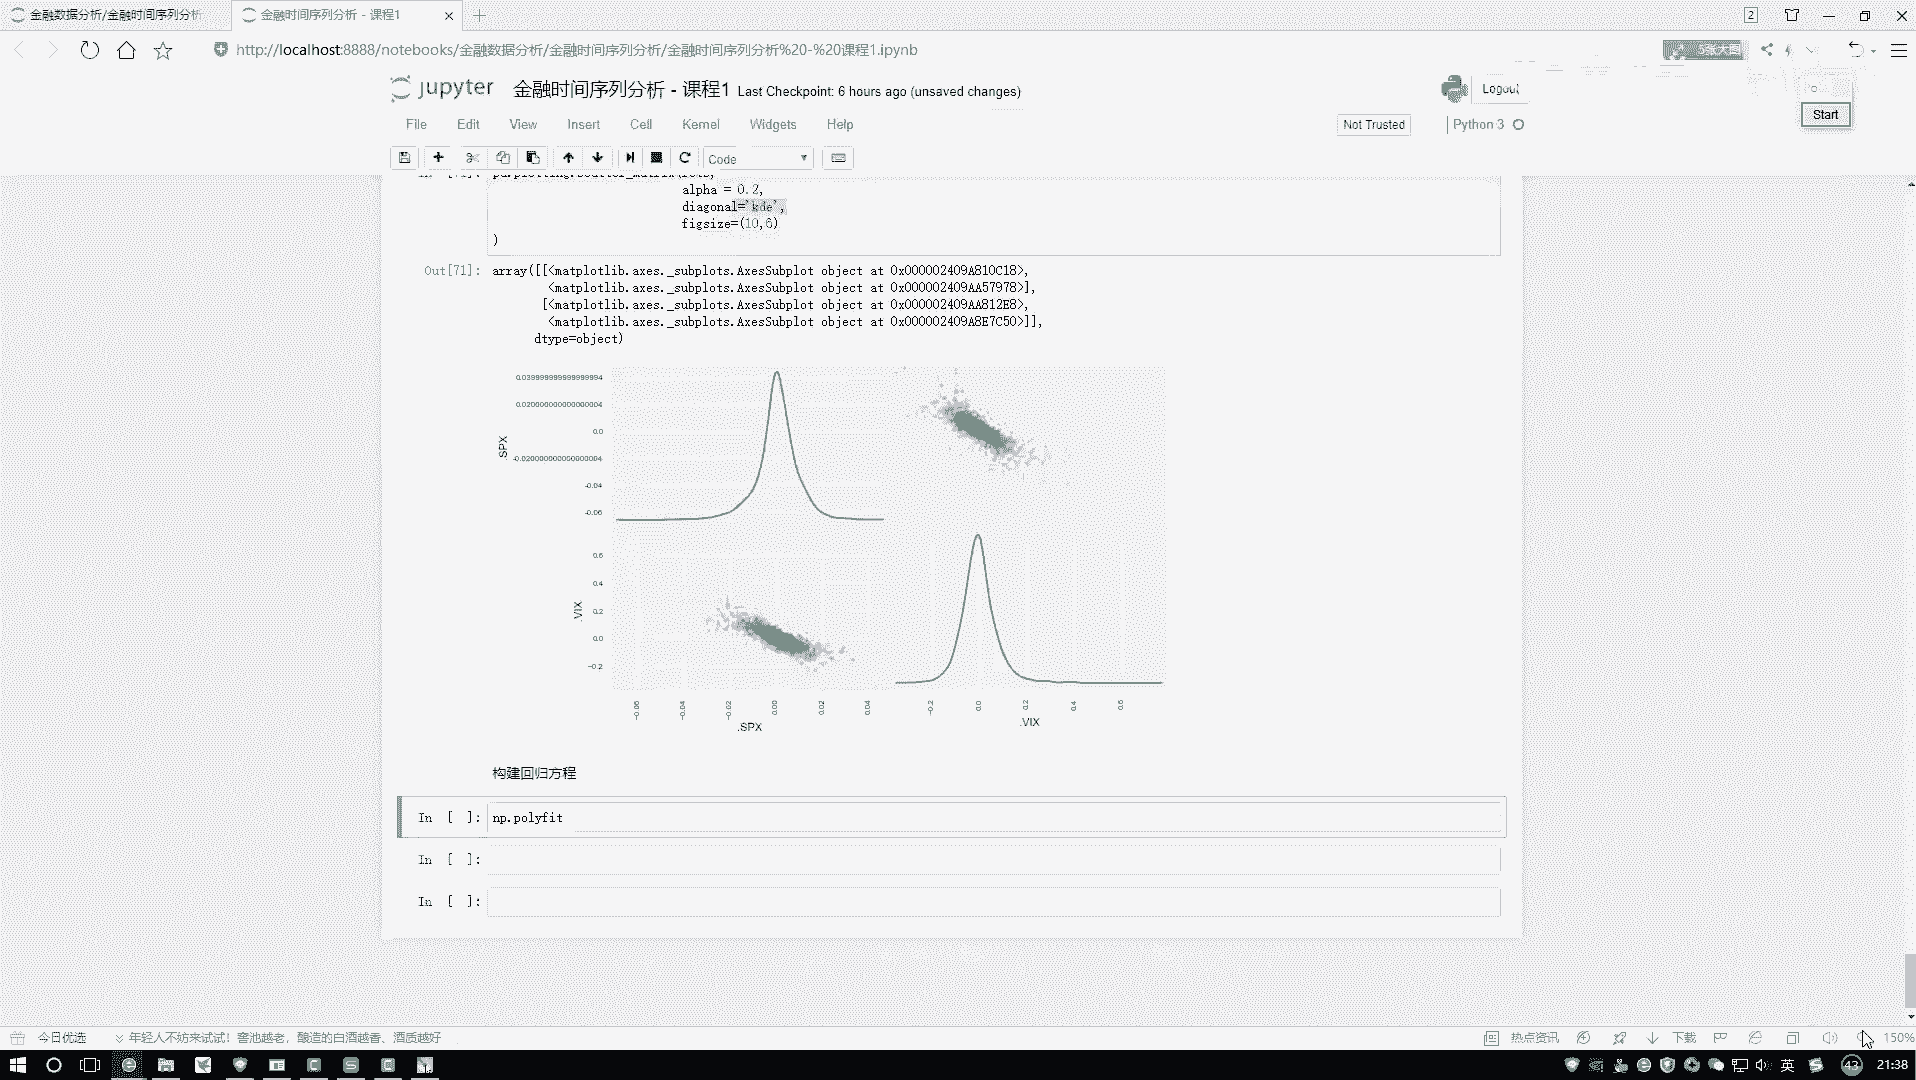 金融数据分析/金融时间序列分析
金融时间序列分析 - 课程1
2
http://localhost:8888/notebooks/金融数据分析/金融时间序列分析/金融时间序列分析%20-%20课程1.ipynb
5张大图
jupyter 金融时间序列分析 - 课程1 Last Checkpoint: 6 hours ago (unsaved changes)
Logout
Start
File Edit View Insert Cell Kernel Widgets Help
Not Trusted
Python 3
Code
alpha = 0.2,
diagonal='kde',
figsize=(10,6)
)
Out[71]: array([[<matplotlib.axes._subplots.AxesSubplot object at 0x000002409A810C18>,
<matplotlib.axes._subplots.AxesSubplot object at 0x000002409AA57978>],
[<matplotlib.axes._subplots.AxesSubplot object at 0x000002409AA812E8>,
<matplotlib.axes._subplots.AxesSubplot object at 0x000002409A8E7C50>]],
dtype=object)
0.0
-0.04
-0.06
.SPX
0.6
0.4
0.2
0.0
-0.2
.VIX
-0.06 -0.04 -0.02 0.00 0.02 0.04
.SPX
-0.2 0.0 0.2 0.4 0.6
.VIX
构建回归方程
In [ ]: np.polyfit
In [ ]:
In [ ]:
今日优选
年轻人不妨来试试！窖池越老，酿造的白酒越香、酒质越好
热点资讯
下载
150%
英
43
21:38